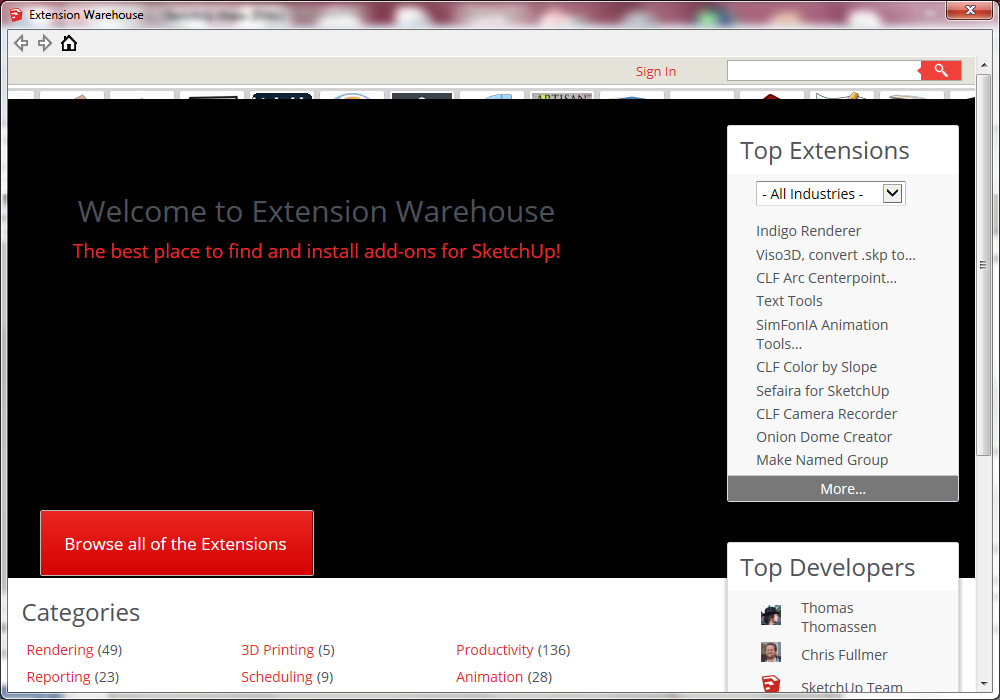 Extension Warehouse
Sign In
ARTISAN
Welcome to Extension Warehouse
The best place to find and install add-ons for SketchUp!
Browse all of the Extensions
Top Extensions
- All Industries -
Indigo Renderer
Viso3D, convert .skp to...
CLF Arc Centerpoint...
Text Tools
SimFonIA Animation
Tools...
CLF Color by Slope
Sefaira for SketchUp
CLF Camera Recorder
Onion Dome Creator
Make Named Group
More...
Top Developers
Thomas
Thomassen
Chris Fullmer
SketchUp Team
Categories
Rendering (49) 3D Printing (5) Productivity (136)
Reporting (23) Scheduling (9) Animation (28)